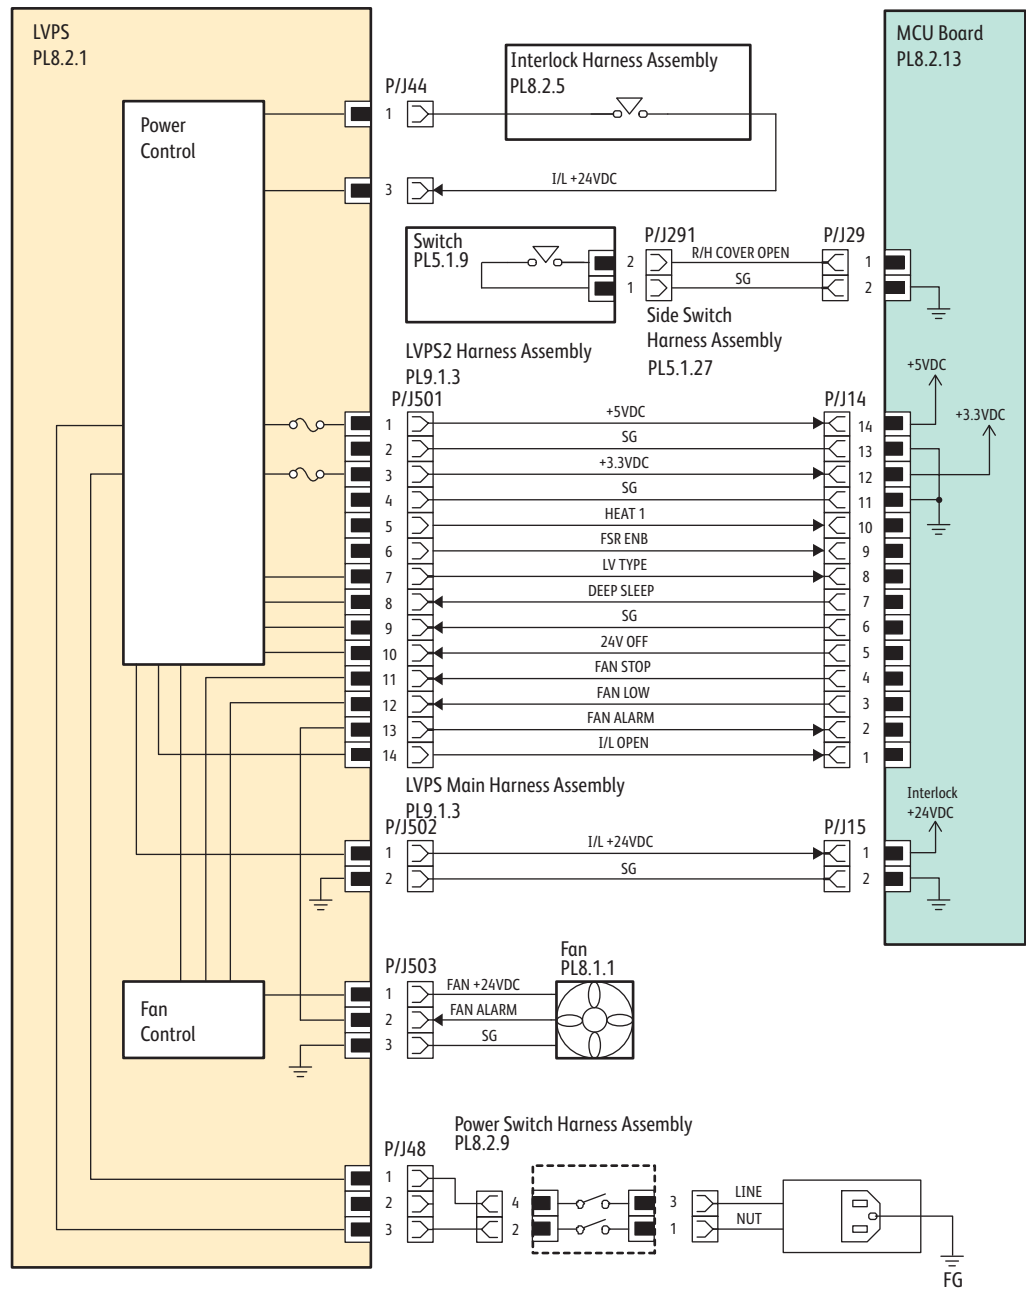 LVPS
PL8.2.1
MCU Board
PL8.2.13
Interlock Harness Assembly
PL8.2.5
P/J44
Power
Control
1
3
I/L +24VDC
Switch
PL5.1.9
2
1
P/J291
R/H COVER OPEN
SG
P/J29
1
2
Side Switch
Harness Assembly
PL5.1.27
LVPS2 Harness Assembly
PL9.1.3
P/J501
P/J14
+5VDC
+3.3VDC
1 +5VDC 14
2 SG 13
3 +3.3VDC 12
4 SG 11
5 HEAT 1 10
6 FSR ENB 9
7 LV TYPE 8
8 DEEP SLEEP 7
9 SG 6
10 24V OFF 5
11 FAN STOP 4
12 FAN LOW 3
13 FAN ALARM 2
14 I/L OPEN 1
LVPS Main Harness Assembly
PL9.1.3
P/J502
P/J15
Interlock
+24VDC
1 I/L +24VDC 1
2 SG 2
Fan
PL8.1.1
P/J503
Fan
Control
1 FAN +24VDC
2 FAN ALARM
3 SG
Power Switch Harness Assembly
PL8.2.9
P/J48
1
2 4 3 LINE
3 2 1 NUT
FG